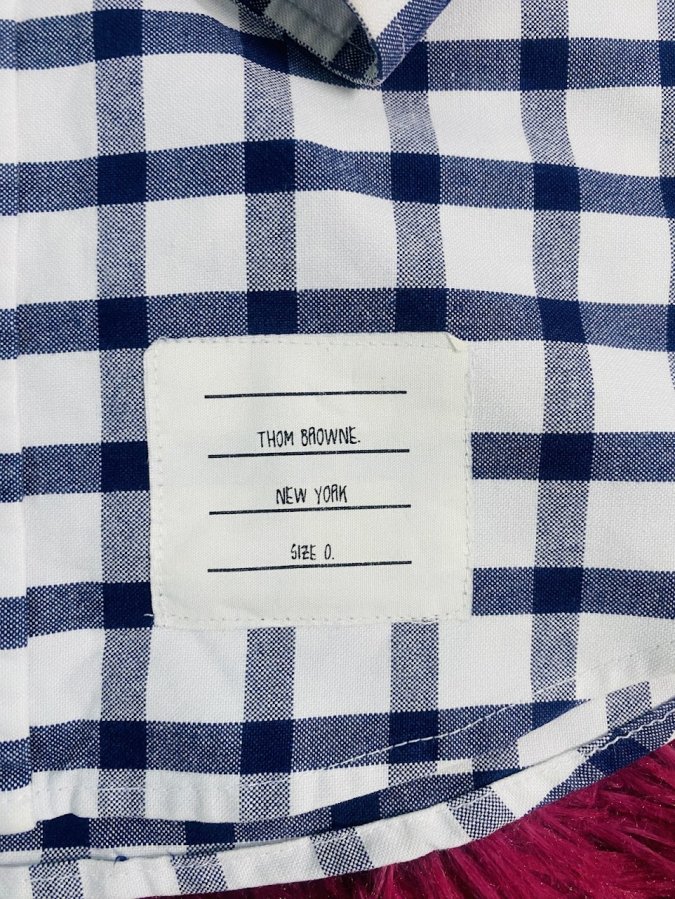 THOM BROWNE.
NEW YORK
SIZE 0.